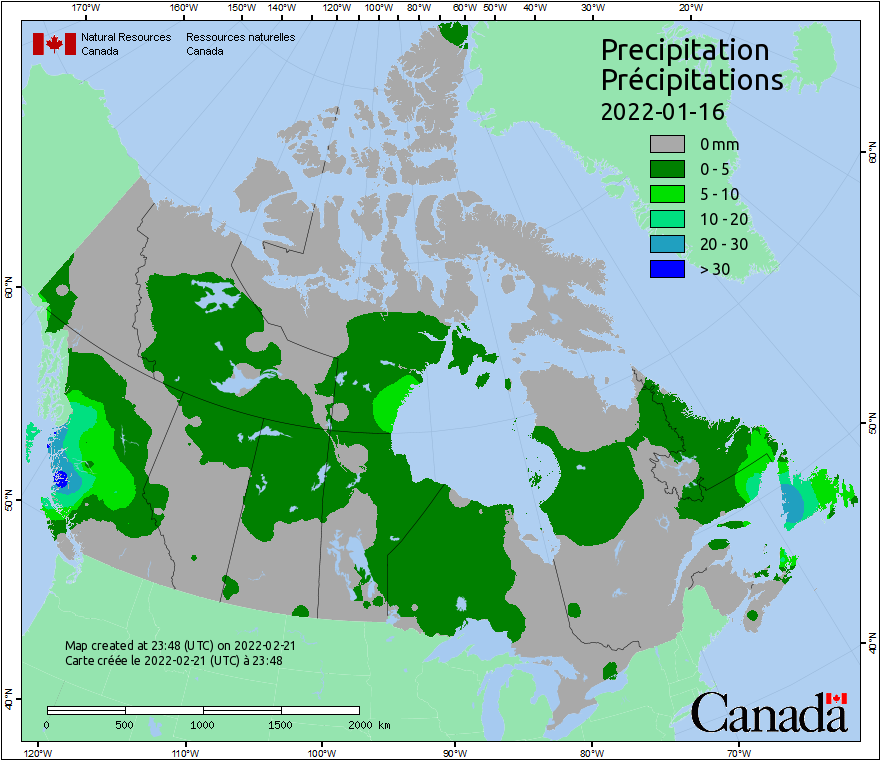 170°W 160°W 150°W 140°W 120°W 100°W 80°W 60°W 50°W 40°W 30°W 20°W
Natural Resources Ressources naturelles
Canada Canada
Precipitation
Précipitations
2022-01-16
0 mm
0 - 5
5 - 10
10 - 20
20 - 30
> 30
60°N
60°N
50°N
50°N
40°N
40°N
Map created at 23:48 (UTC) on 2022-02-21
Carte créée le 2022-02-21 (UTC) à 23:48
0 500 1000 1500 2000 km
Canada
120°W 110°W 100°W 90°W 80°W 70°W